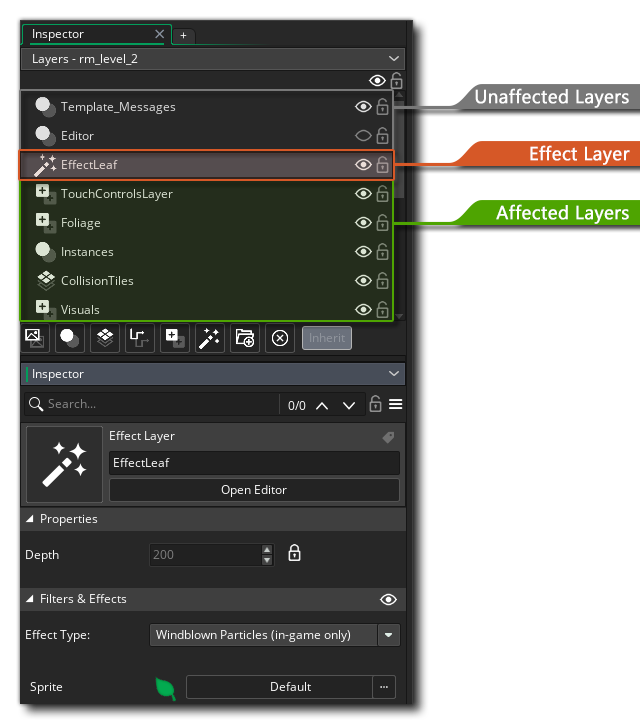 Inspector
Layers - rm_level_2
Template_Messages
Unaffected Layers
Editor
EffectLeaf
Effect Layer
TouchControlsLayer
Foliage
Affected Layers
Instances
CollisionTiles
Visuals
Inherit
Inspector
Search...
0/0
Effect Layer
EffectLeaf
Open Editor
Properties
Depth
200
Filters & Effects
Effect Type:
Windblown Particles (in-game only)
Sprite
Default
...